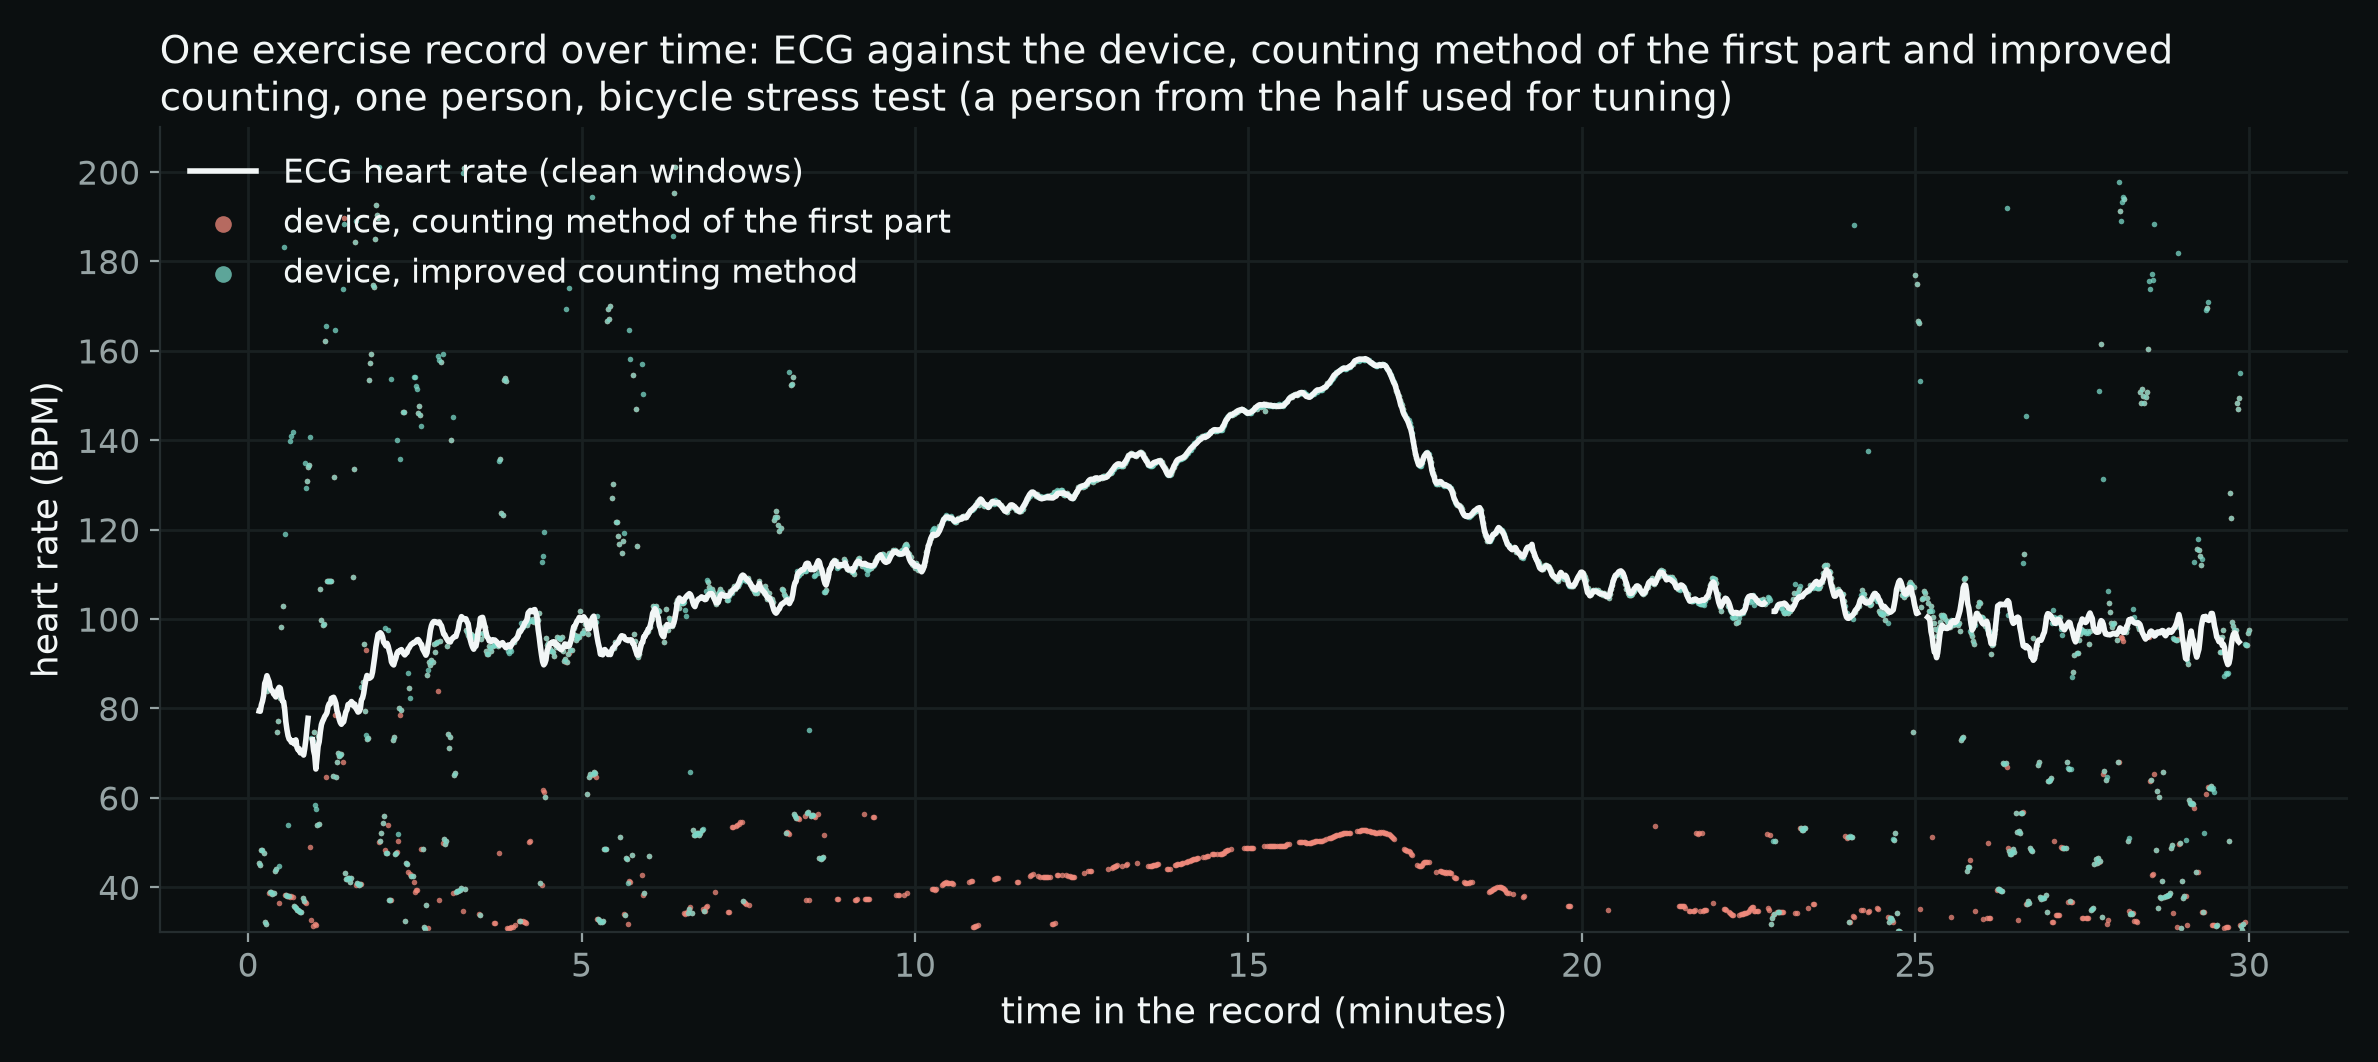 One exercise record over time: ECG against the device, counting method of the first part and improved
counting, one person, bicycle stress test (a person from the half used for tuning)
ECG heart rate (clean windows)
device, counting method of the first part
device, improved counting method
heart rate (BPM)
200
180
160
140
120
100
80
60
40
0 5 10 15 20 25 30
time in the record (minutes)